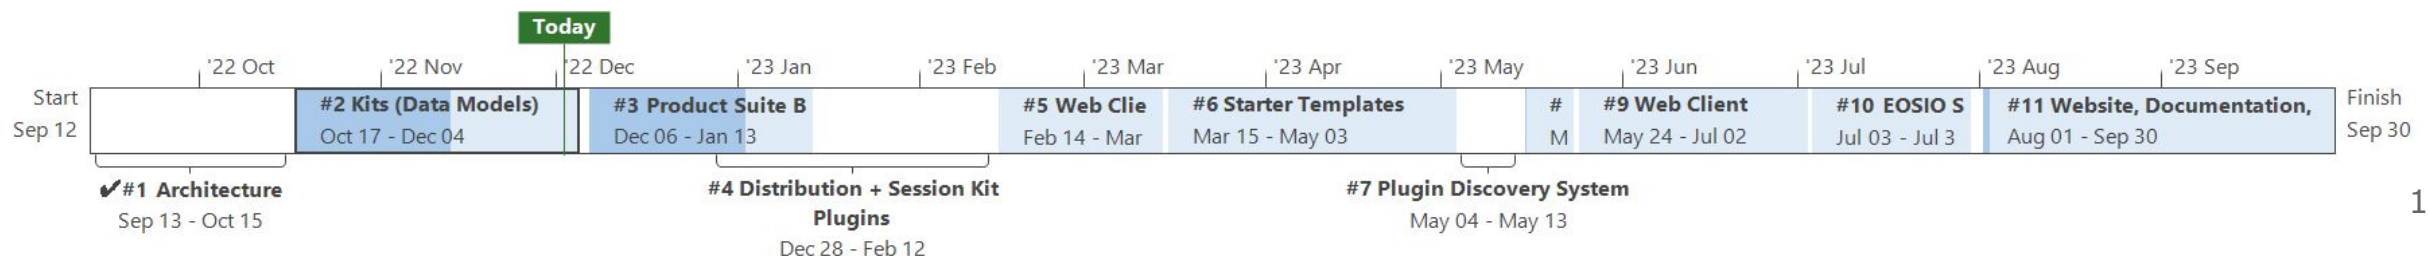 Today
'22 Oct '22 Nov '22 Dec '23 Jan '23 Feb '23 Mar '23 Apr '23 May '23 Jun '23 Jul '23 Aug '23 Sep
Start
Sep 12
#2 Kits (Data Models)
Oct 17 - Dec 04
#3 Product Suite B
Dec 06 - Jan 13
#5 Web Clie
Feb 14 - Mar
#6 Starter Templates
Mar 15 - May 03
#
M
#9 Web Client
May 24 - Jul 02
#10 EOSIO S
Jul 03 - Jul 3
#11 Website, Documentation,
Aug 01 - Sep 30
Finish
Sep 30
✔#1 Architecture
Sep 13 - Oct 15
#4 Distribution + Session Kit
Plugins
Dec 28 - Feb 12
#7 Plugin Discovery System
May 04 - May 13
1